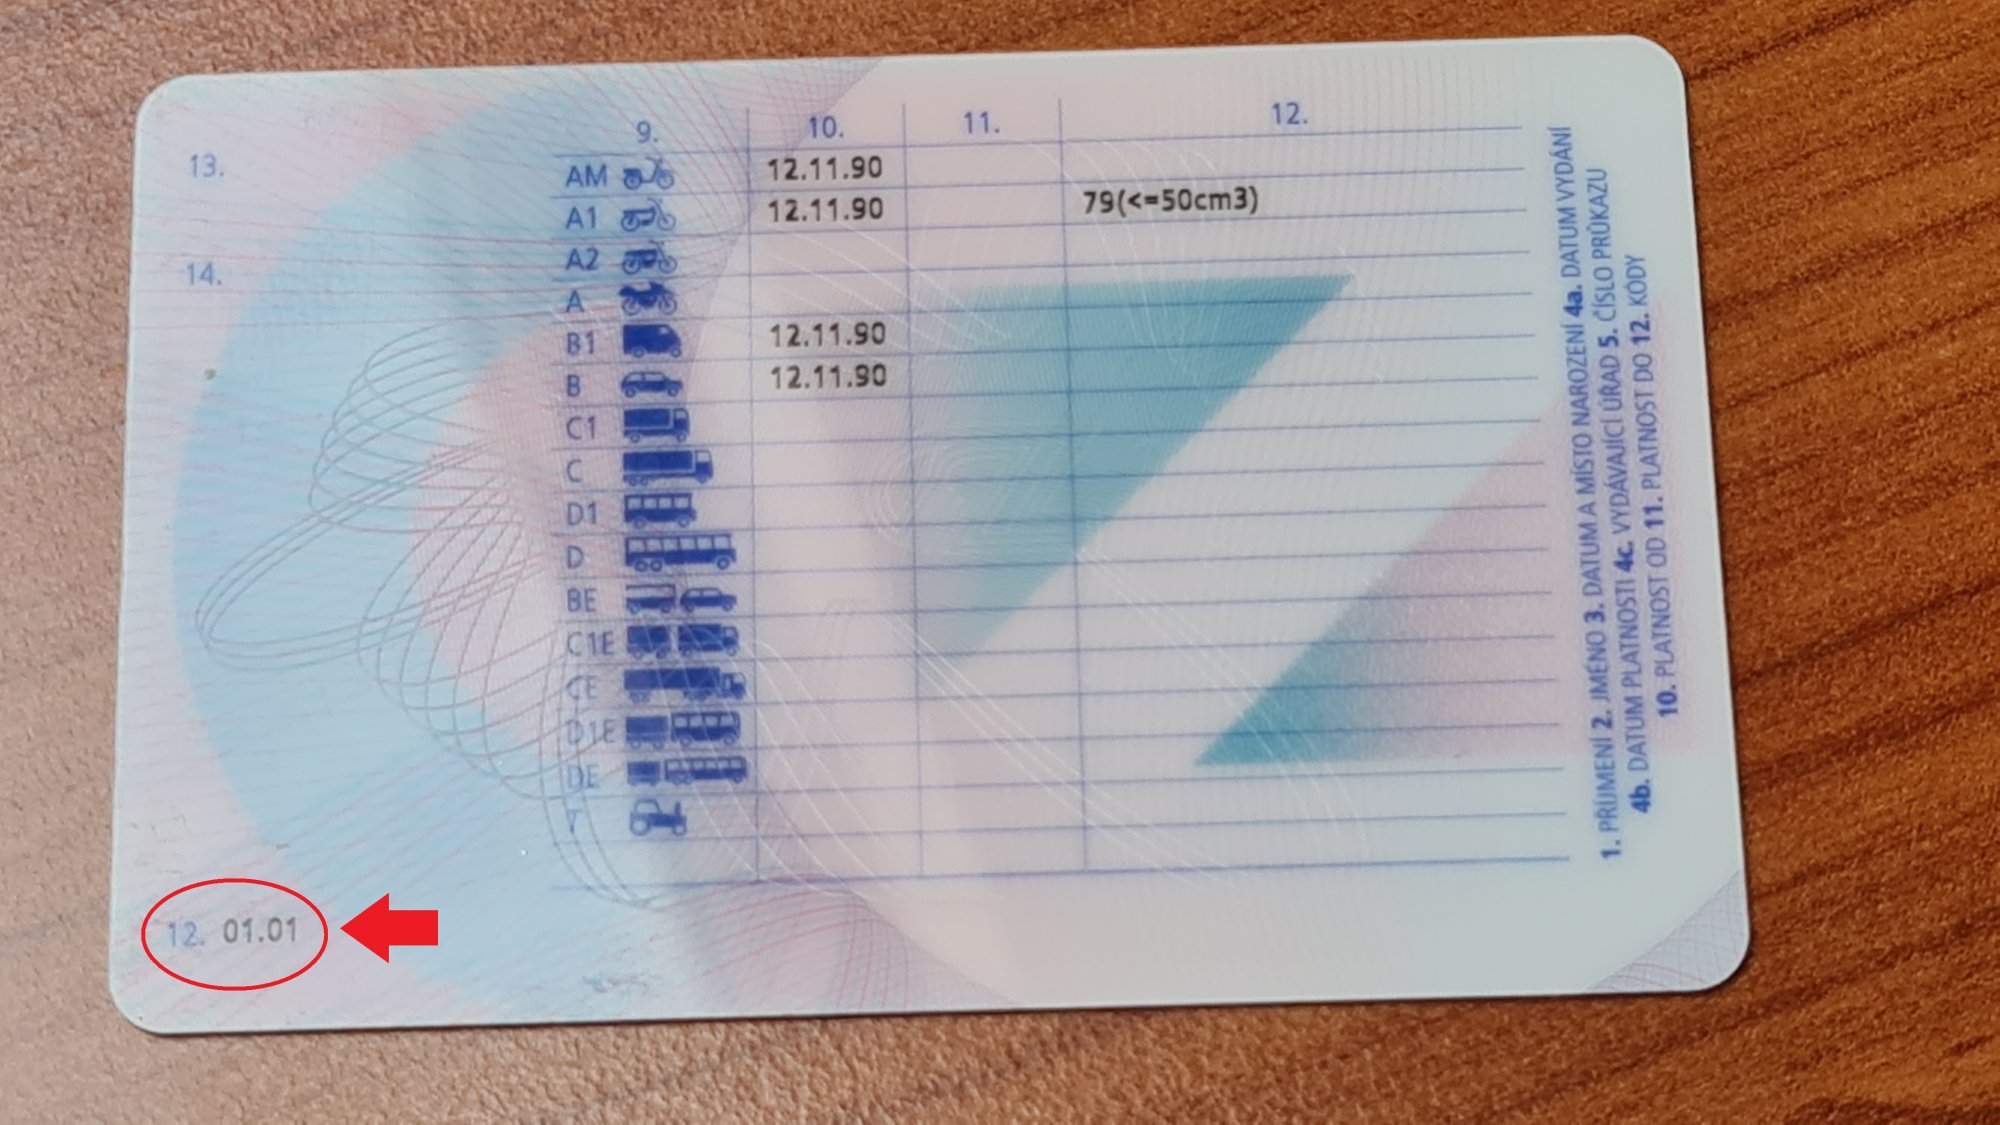 13.
14.
9. 10. 11. 12.
AM 12.11.90
A1 12.11.90 79(<=50cm3)
A2
A
B1 12.11.90
B 12.11.90
C1
C
D1
D
BE
C1E
CE
D1E
DE
T
12. 01.01
1. PŘÍJMENÍ 2. JMÉNO 3. DATUM A MÍSTO NAROZENÍ 4a. DATUM VYDÁNÍ
4b. DATUM PLATNOSTI 4c. VYDÁVAJÍCÍ ÚŘAD 5. ČÍSLO PRŮKAZU
10. PLATNOST OD 11. PLATNOST DO 12. KÓDY